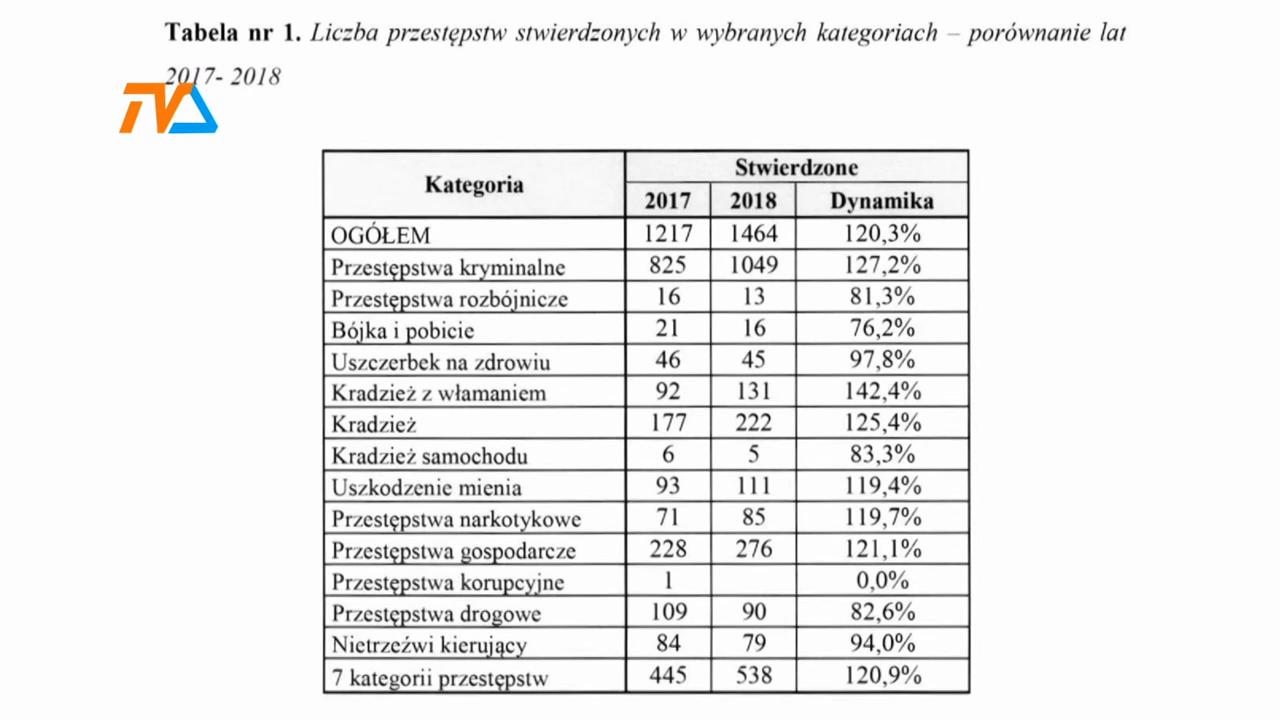 Tabela nr 1. Liczba przestępstw stwierdzonych w wybranych kategoriach – porównanie lat
2017- 2018
TVA
Kategoria
Stwierdzone
2017 2018 Dynamika
OGÓŁEM 1217 1464 120,3%
Przestępstwa kryminalne 825 1049 127,2%
Przestępstwa rozbójnicze 16 13 81,3%
Bójka i pobicie 21 16 76,2%
Uszczerbek na zdrowiu 46 45 97,8%
Kradzież z włamaniem 92 131 142,4%
Kradzież 177 222 125,4%
Kradzież samochodu 6 5 83,3%
Uszkodzenie mienia 93 111 119,4%
Przestępstwa narkotykowe 71 85 119,7%
Przestępstwa gospodarcze 228 276 121,1%
Przestępstwa korupcyjne 1 0,0%
Przestępstwa drogowe 109 90 82,6%
Nietrzeźwi kierujący 84 79 94,0%
7 kategorii przestępstw 445 538 120,9%